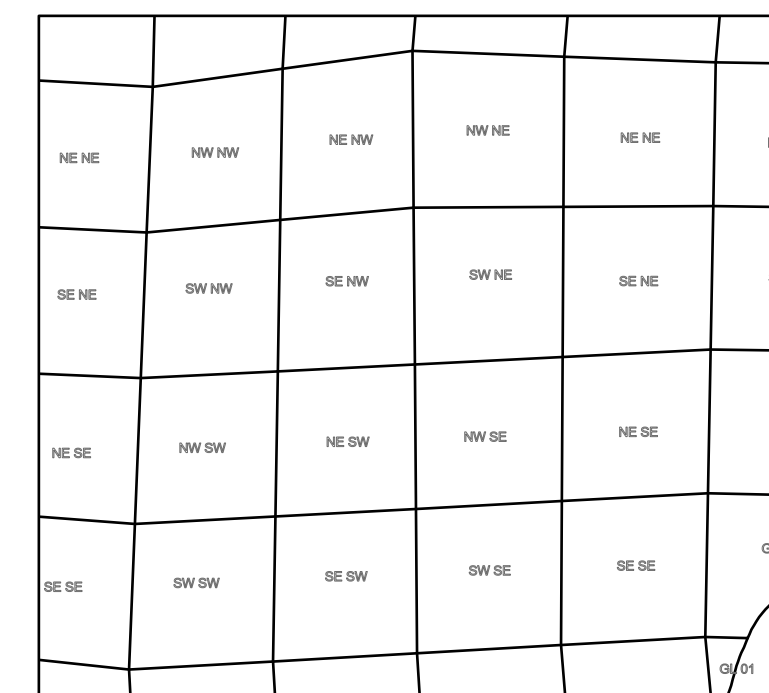 NE NE
NW NW
NE NW
NW NE
NE NE
SE NE
SW NW
SE NW
SW NE
SE NE
NE SE
NW SW
NE SW
NW SE
NE SE
SE SE
SW SW
SE SW
SW SE
SE SE
GL 01